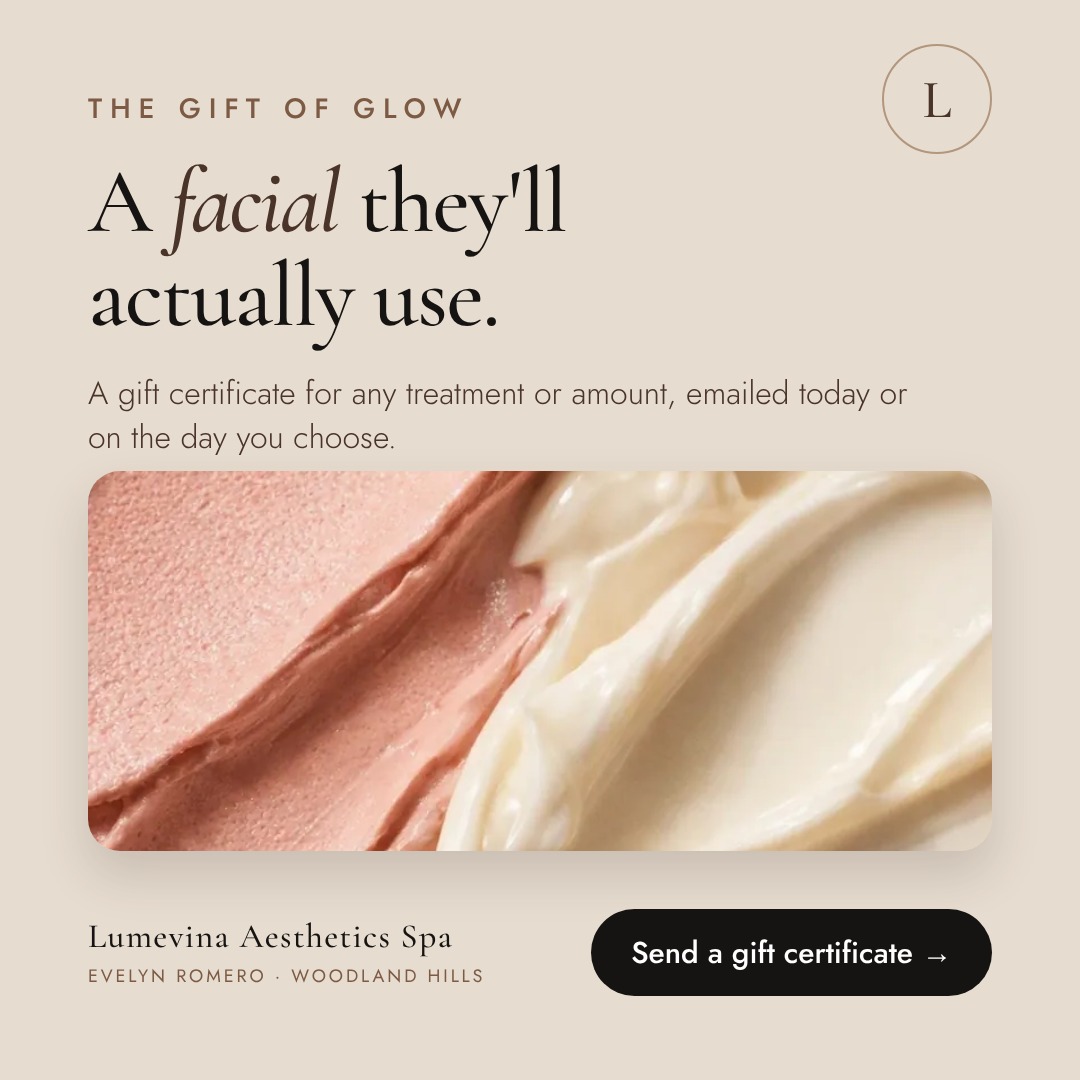 THE GIFT OF GLOW
L
A facial they'll
actually use.
A gift certificate for any treatment or amount, emailed today or
on the day you choose.
Lumevina Aesthetics Spa
EVELYN ROMERO · WOODLAND HILLS
Send a gift certificate →